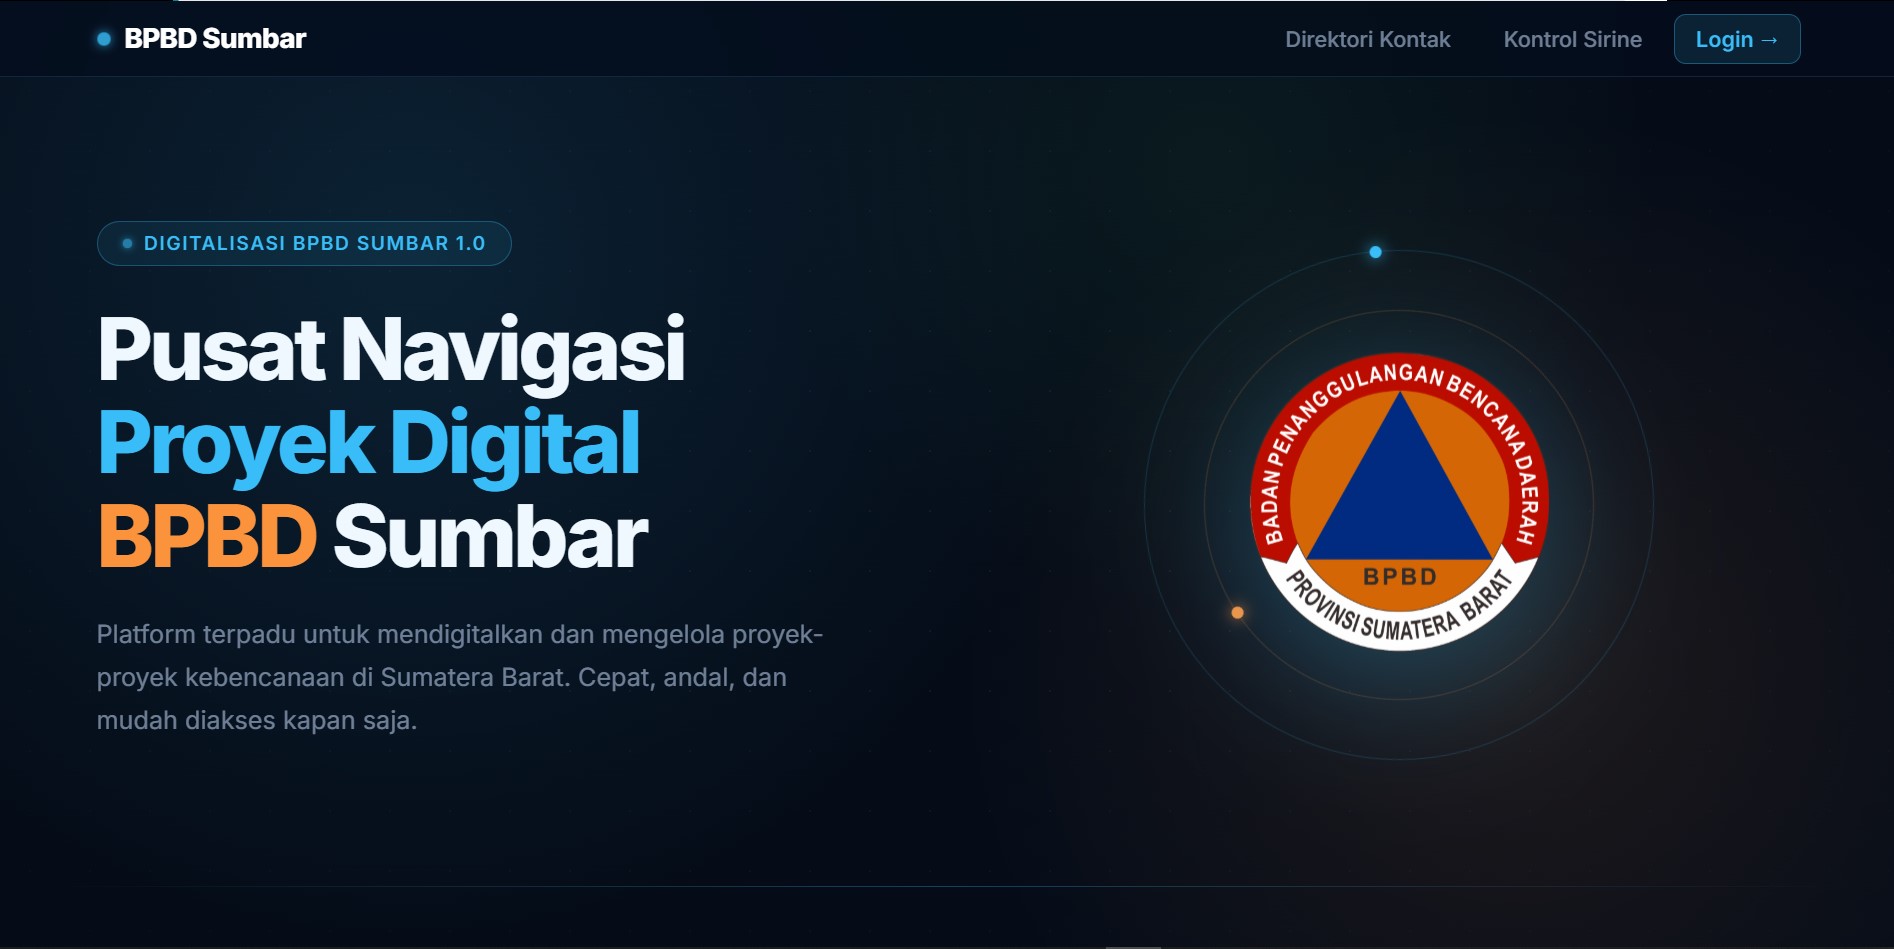 BPBD Sumbar
Direktori Kontak
Kontrol Sirine
Login →
DIGITALISASI BPBD SUMBAR 1.0
Pusat Navigasi
Proyek Digital
BPBD Sumbar
Platform terpadu untuk mendigitalkan dan mengelola proyek-
proyek kebencanaan di Sumatera Barat. Cepat, andal, dan
mudah diakses kapan saja.
BADAN PENANGGULANGAN BENCANA DAERAH
BPBD
PROVINSI SUMATERA BARAT